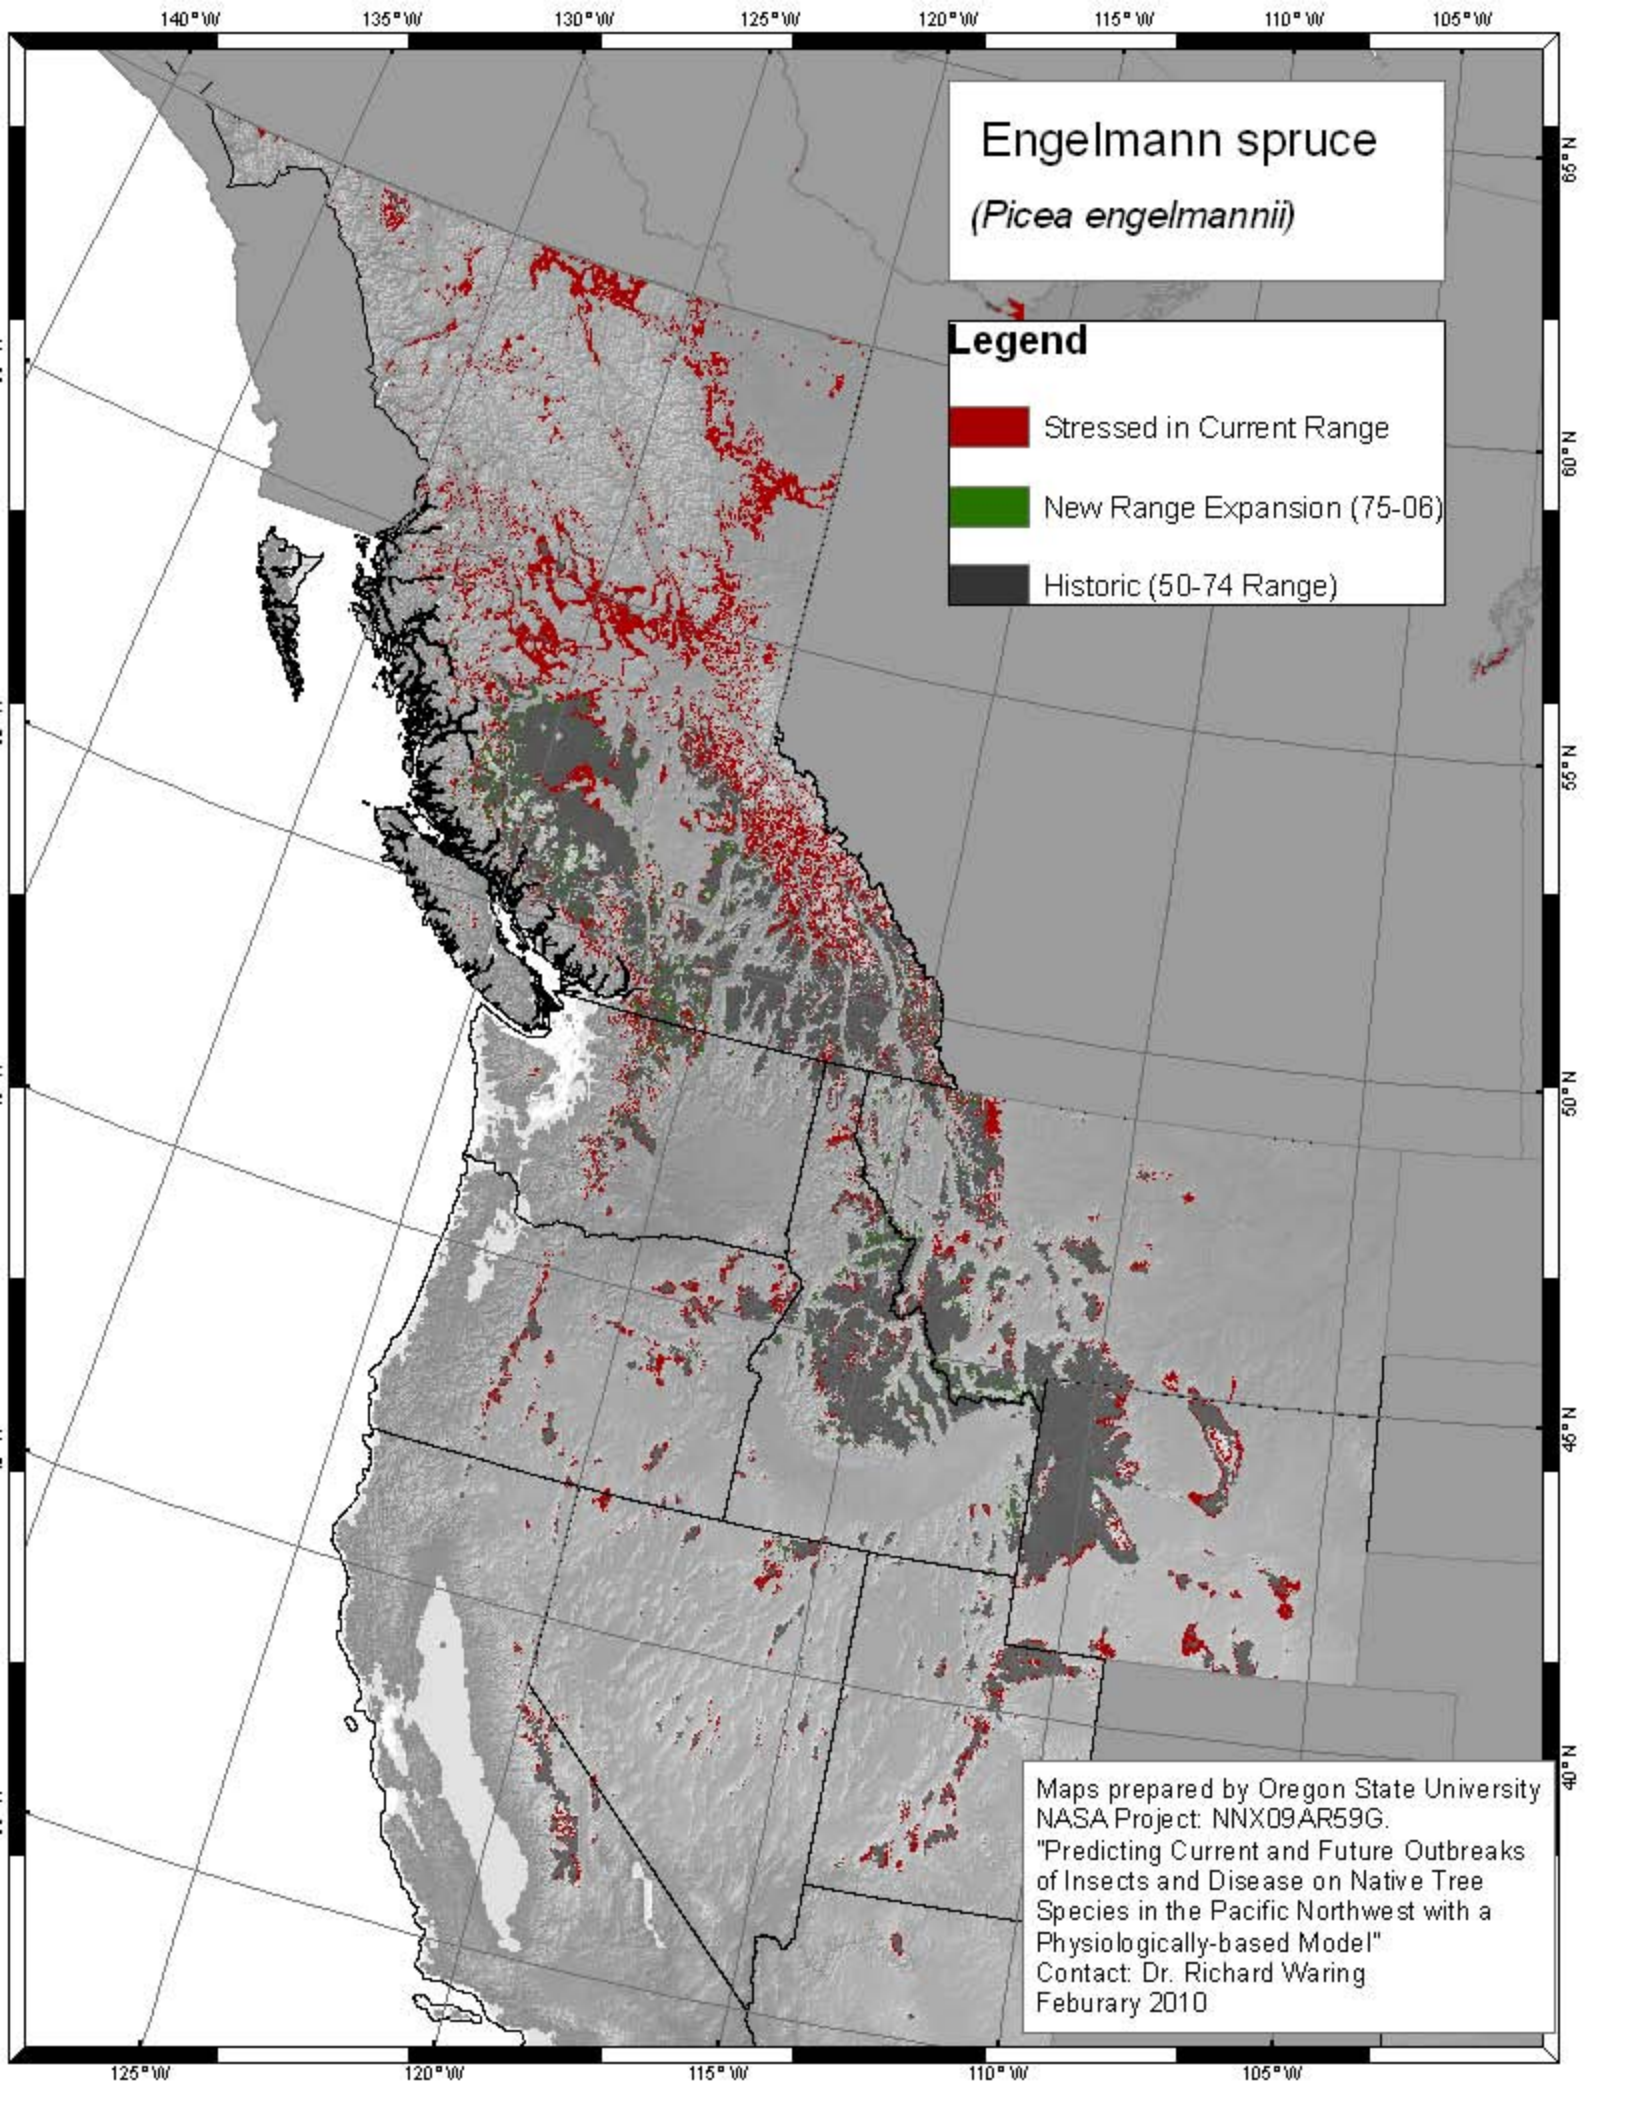 140°W 135°W 130°W 125°W 120°W 115°W 110°W 105°W
Engelmann spruce
(Picea engelmannii)
Legend
Stressed in Current Range
New Range Expansion (75-06)
Historic (50-74 Range)
65°N
60°N
55°N
50°N
45°N
40°N
Maps prepared by Oregon State University
NASA Project: NNX09AR59G.
"Predicting Current and Future Outbreaks
of Insects and Disease on Native Tree
Species in the Pacific Northwest with a
Physiologically-based Model"
Contact: Dr. Richard Waring
Feburary 2010
125°W 120°W 115°W 110°W 105°W